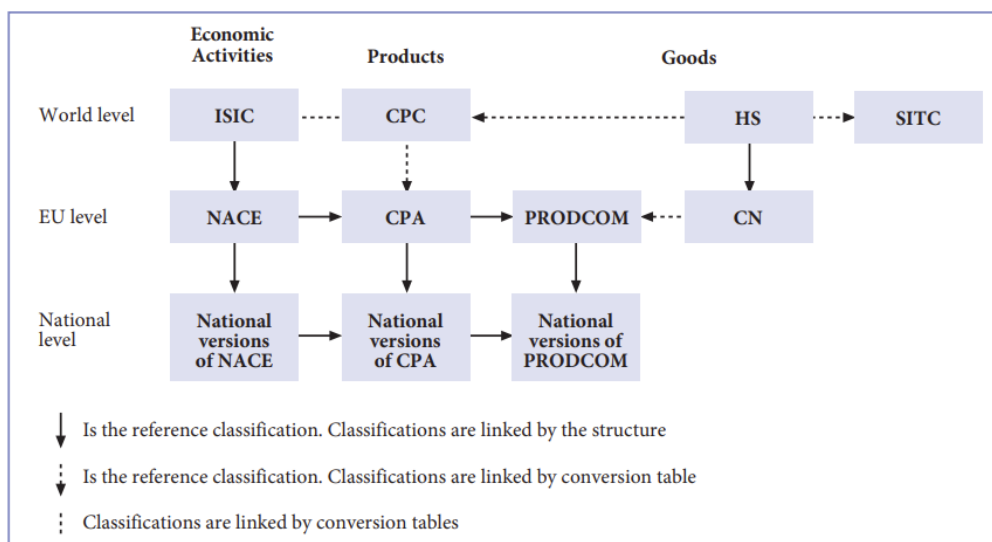 Economic
Activities
Products
Goods
World level
ISIC
CPC
HS
SITC
EU level
NACE
CPA
PRODCOM
CN
National
level
National
versions
of NACE
National
versions
of CPA
National
versions of
PRODCOM
Is the reference classification. Classifications are linked by the structure
Is the reference classification. Classifications are linked by conversion table
Classifications are linked by conversion tables